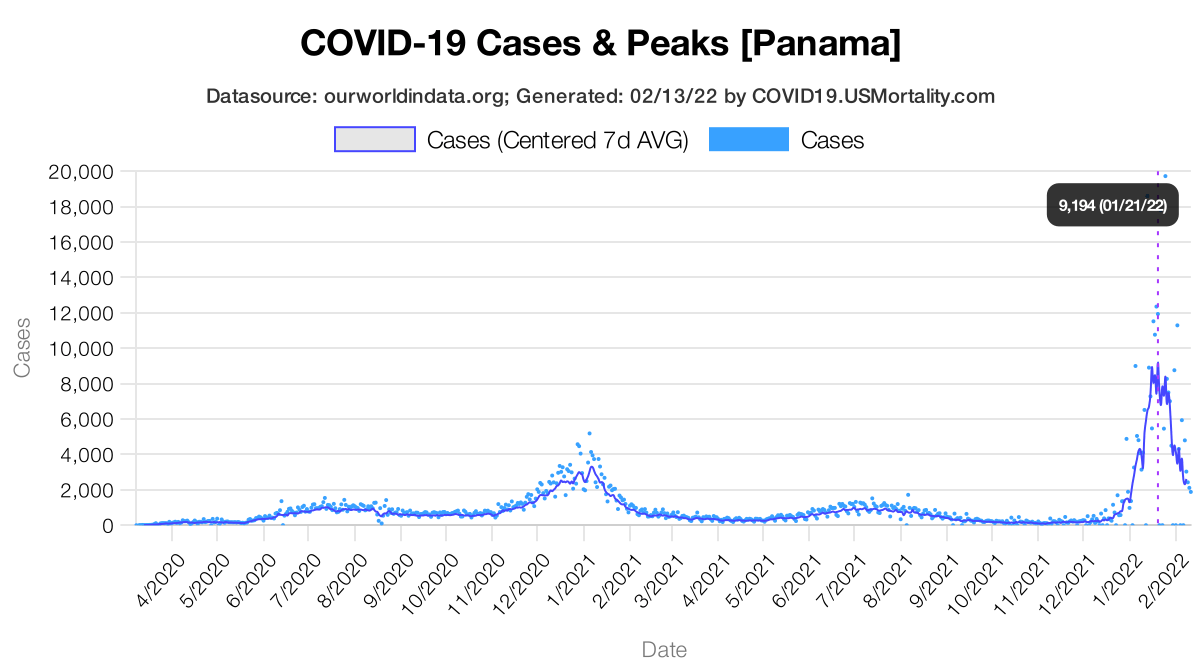 COVID-19 Cases & Peaks [Panama]
Datasource: ourworldindata.org; Generated: 02/13/22 by COVID19.USMortality.com
Cases (Centered 7d AVG) Cases
20,000
18,000
16,000
14,000
12,000
10,000
8,000
6,000
4,000
2,000
0
Cases
9,194 (01/21/22)
4/2020 5/2020 6/2020 7/2020 8/2020 9/2020 10/2020 11/2020 12/2020 1/2021 2/2021 3/2021 4/2021 5/2021 6/2021 7/2021 8/2021 9/2021 10/2021 11/2021 12/2021 1/2022 2/2022
Date